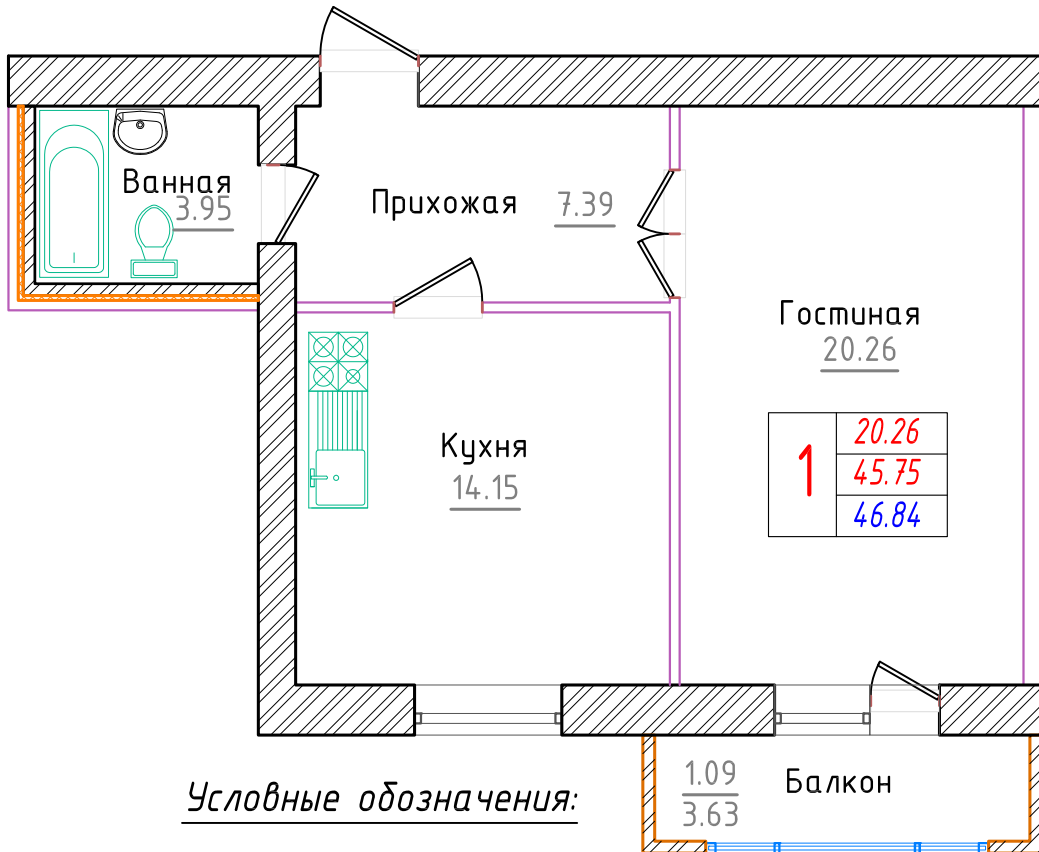 Ванная
3.95
Прихожая 7.39
Гостиная
20.26
Кухня
14.15
1
20.26
45.75
46.84
1.09
3.63
Балкон
Условные обозначения: